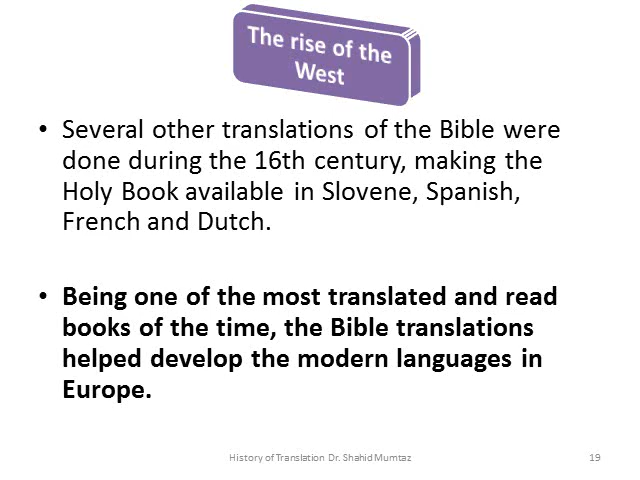 The rise of the
West
• Several other translations of the Bible were
done during the 16th century, making the
Holy Book available in Slovene, Spanish,
French and Dutch.
• Being one of the most translated and read
books of the time, the Bible translations
helped develop the modern languages in
Europe.
History of Translation Dr. Shahid Mumtaz
19